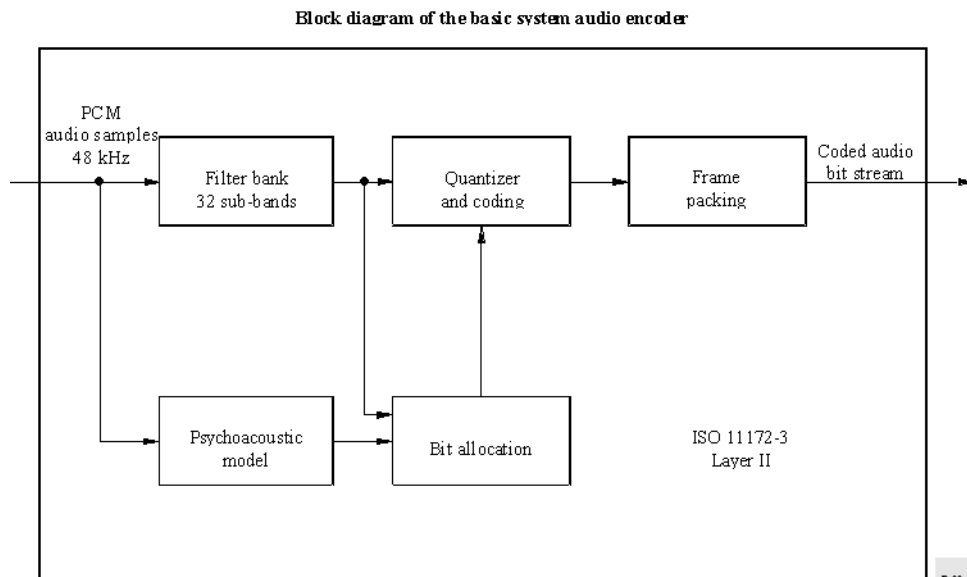 Block diagram of the basic system audio encoder
PCM
audio samples
48 kHz
Filter bank
32 sub-bands
Quantizer
and coding
Frame
packing
Coded audio
bit stream
Psychoacoustic
model
Bit allocation
ISO 11172-3
Layer II